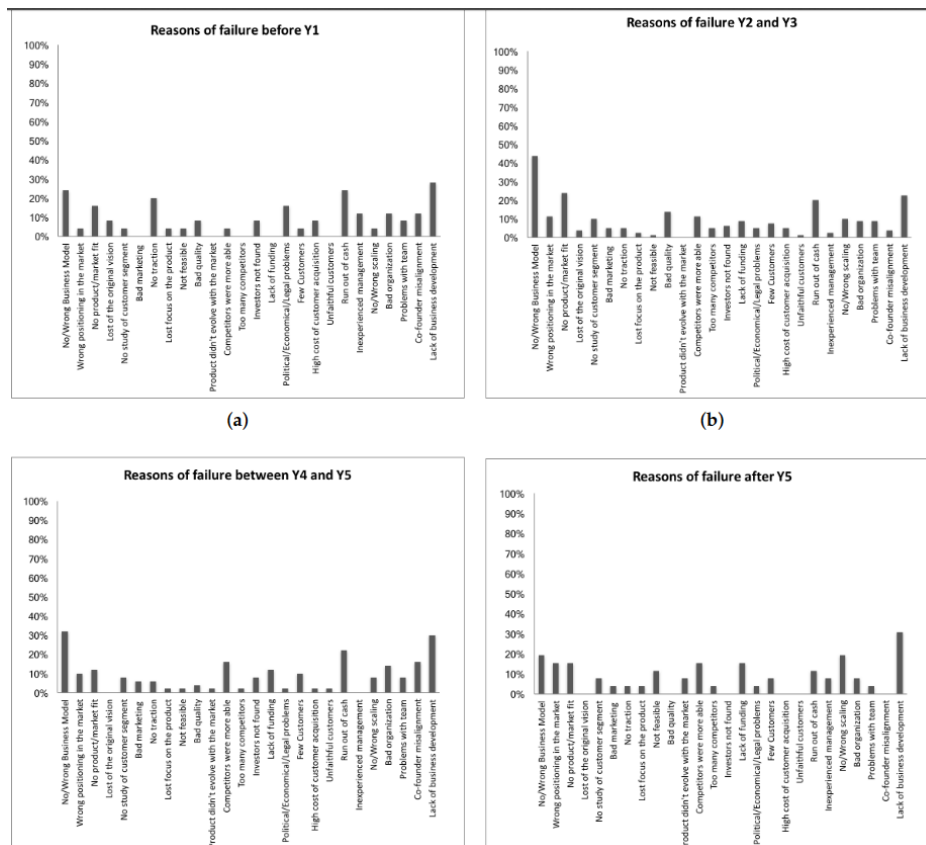 Reasons of failure before Y1
100%
90%
80%
70%
60%
50%
40%
30%
20%
10%
0%
No/Wrong Business Model
Wrong positioning in the market
No product/market fit
Lost of the original vision
No study of customer segment
Bad marketing
No traction
Lost focus on the product
Not feasible
Bad quality
Product didn't evolve with the market
Competitors were more able
Too many competitors
Investors not found
Lack of funding
Political/Economical/Legal problems
Few Customers
High cost of customer acquisition
Unfaithful customers
Run out of cash
Inexperienced management
No/Wrong scaling
Bad organization
Problems with team
Co-founder misalignment
Lack of business development
(a)
Reasons of failure Y2 and Y3
100%
90%
80%
70%
60%
50%
40%
30%
20%
10%
0%
No/Wrong Business Model
Wrong positioning in the market
No product/market fit
Lost of the original vision
No study of customer segment
Bad marketing
No traction
Lost focus on the product
Not feasible
Bad quality
Product didn't evolve with the market
Competitors were more able
Too many competitors
Investors not found
Lack of funding
Political/Economical/Legal problems
Few Customers
High cost of customer acquisition
Unfaithful customers
Run out of cash
Inexperienced management
No/Wrong scaling
Bad organization
Problems with team
Co-founder misalignment
Lack of business development
(b)
Reasons of failure between Y4 and Y5
100%
90%
80%
70%
60%
50%
40%
30%
20%
10%
0%
No/Wrong Business Model
Wrong positioning in the market
No product/market fit
Lost of the original vision
No study of customer segment
Bad marketing
No traction
Lost focus on the product
Not feasible
Bad quality
Product didn't evolve with the market
Competitors were more able
Too many competitors
Investors not found
Lack of funding
Political/Economical/Legal problems
Few Customers
High cost of customer acquisition
Unfaithful customers
Run out of cash
Inexperienced management
No/Wrong scaling
Bad organization
Problems with team
Co-founder misalignment
Lack of business development
Reasons of failure after Y5
100%
90%
80%
70%
60%
50%
40%
30%
20%
10%
0%
No/Wrong Business Model
Wrong positioning in the market
No product/market fit
Lost of the original vision
No study of customer segment
Bad marketing
No traction
Lost focus on the product
Not feasible
Bad quality
Product didn't evolve with the market
Competitors were more able
Too many competitors
Investors not found
Lack of funding
Political/Economical/Legal problems
Few Customers
High cost of customer acquisition
Unfaithful customers
Run out of cash
Inexperienced management
No/Wrong scaling
Bad organization
Problems with team
Co-founder misalignment
Lack of business development